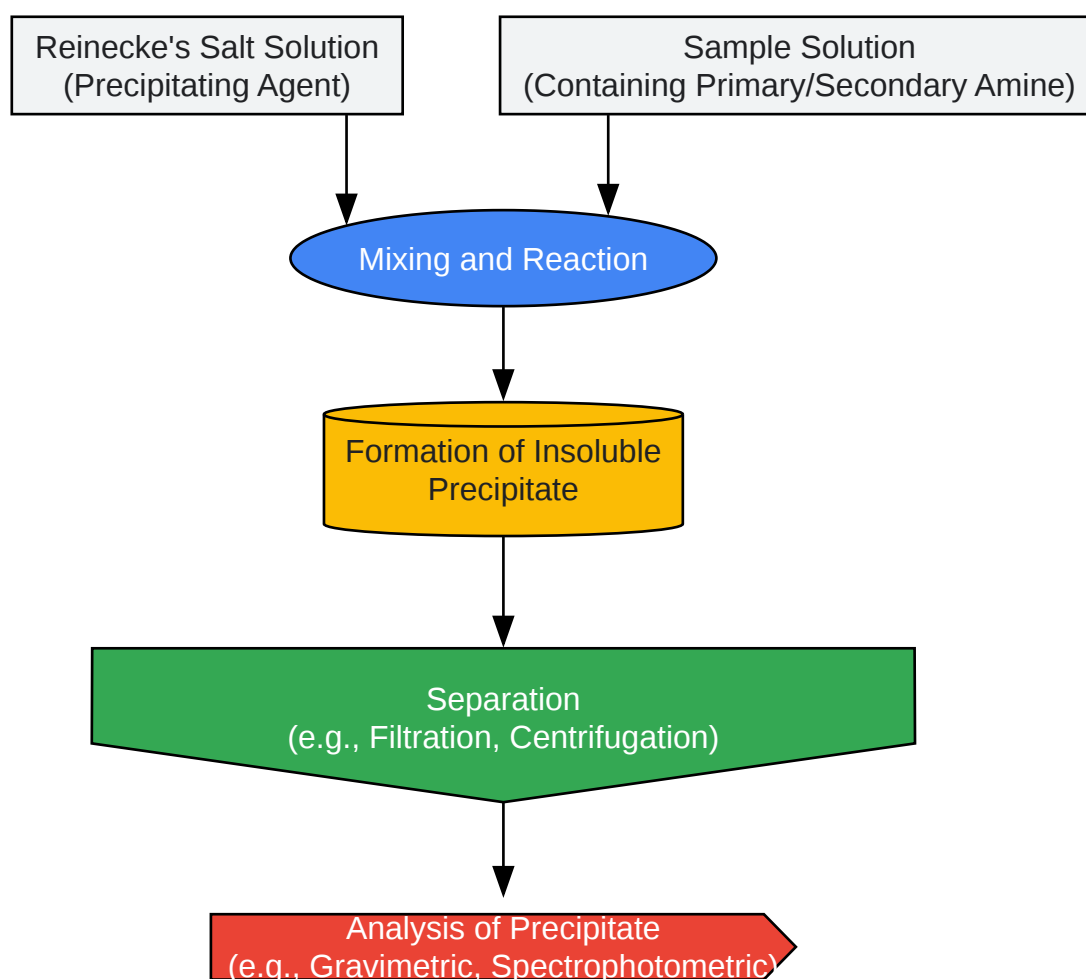 Reinecke's Salt Solution
(Precipitating Agent)
Sample Solution
(Containing Primary/Secondary Amine)
Mixing and Reaction
Formation of Insoluble
Precipitate
Separation
(e.g., Filtration, Centrifugation)
Analysis of Precipitate
(e.g., Gravimetric, Spectrophotometric)